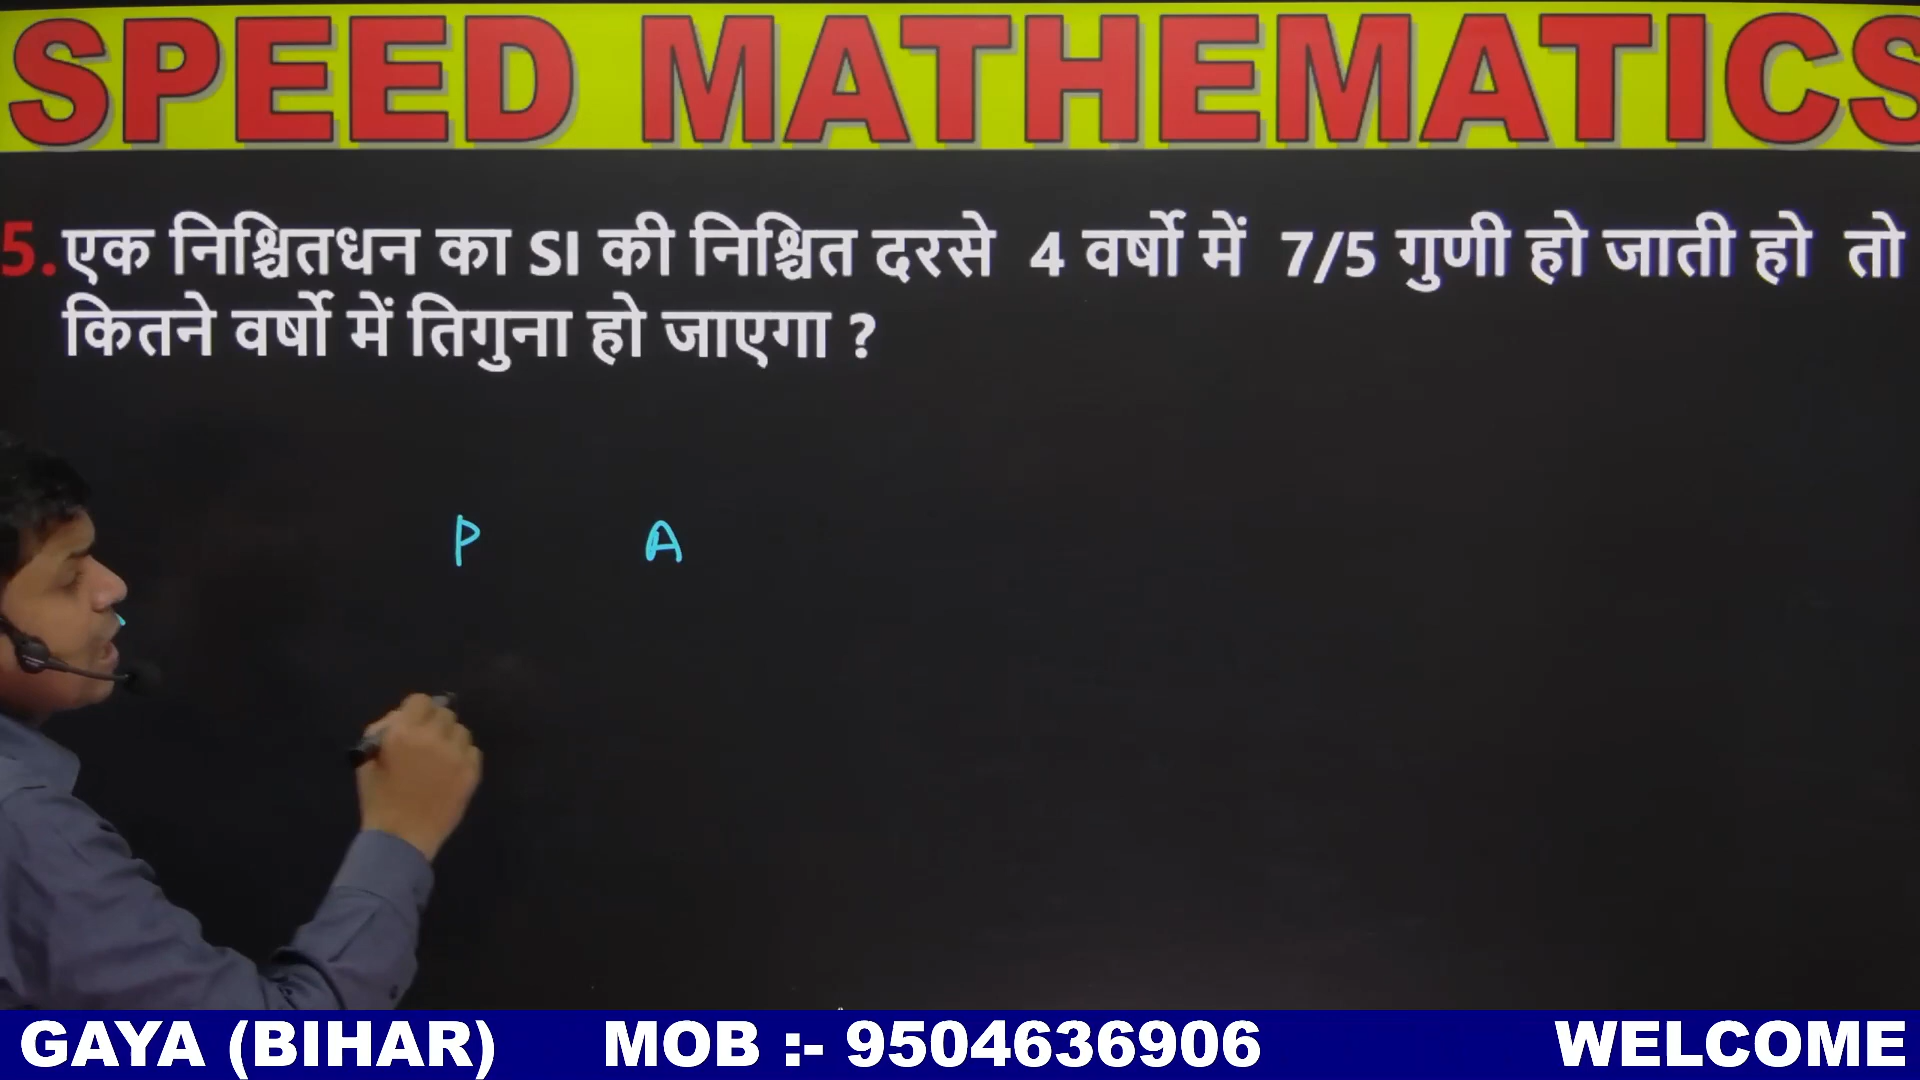 SPEED MATHEMATICS
5. एक निश्चितधन का SI की निश्चित दरसे 4 वर्षो में 7/5 गुणी हो जाती हो तो
कितने वर्षो में तिगुना हो जाएगा ?
P A
GAYA (BIHAR) MOB :- 9504636906 WELCOME